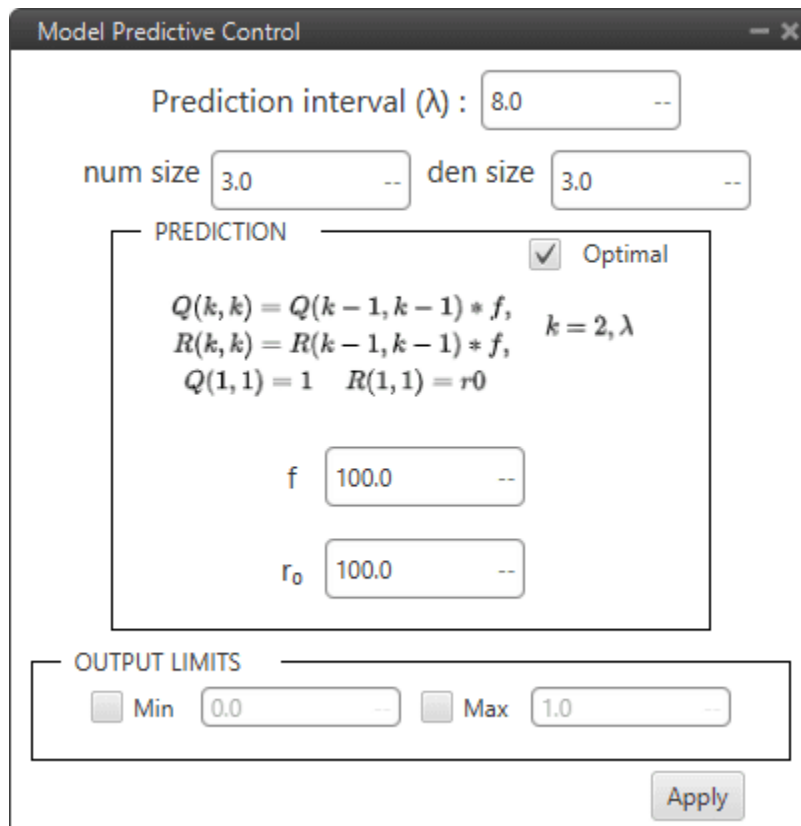 Model Predictive Control
Prediction interval (λ) : 8.0 --
num size 3.0 -- den size 3.0 --
PREDICTION
Optimal
Q(k, k) = Q(k − 1, k − 1) ∗ f,
R(k, k) = R(k − 1, k − 1) ∗ f,
k = 2, λ
Q(1, 1) = 1 R(1, 1) = r0
f 100.0 --
r₀ 100.0 --
OUTPUT LIMITS
Min 0.0 -- Max 1.0 --
Apply